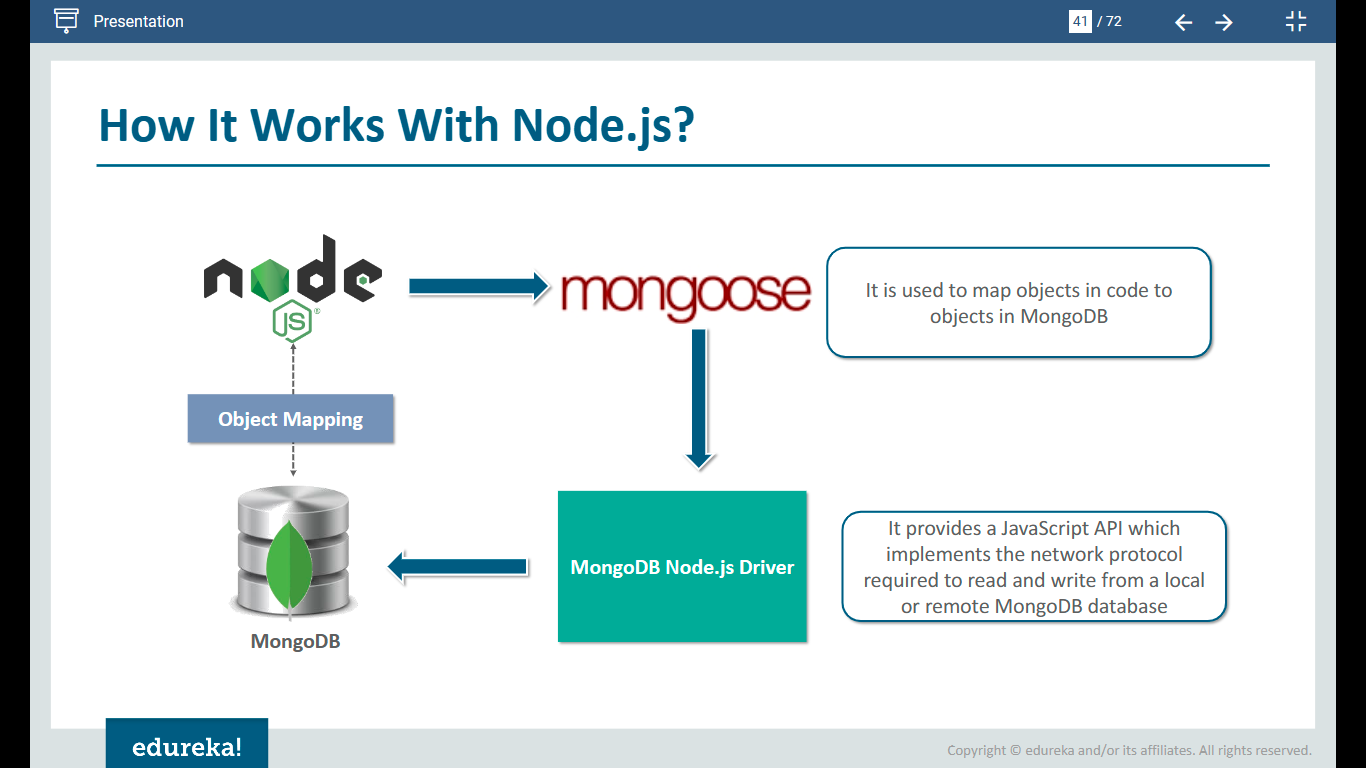 Presentation
41 / 72
How It Works With Node.js?
node
JS
®
mongoose
It is used to map objects in code to
objects in MongoDB
Object Mapping
MongoDB Node.js Driver
It provides a JavaScript API which
implements the network protocol
required to read and write from a local
or remote MongoDB database
MongoDB
edureka!
Copyright © edureka and/or its affiliates. All rights reserved.